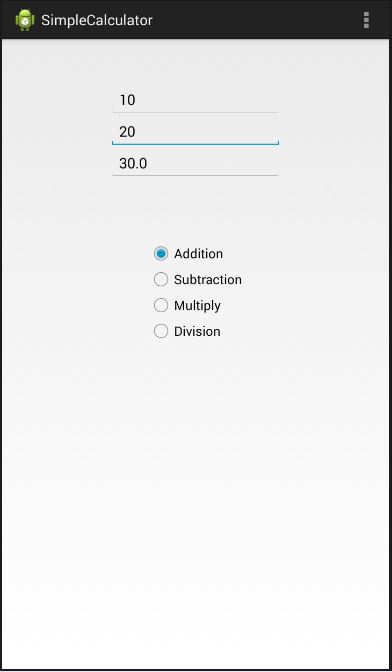 SimpleCalculator
10
20
30.0
Addition
Subtraction
Multiply
Division